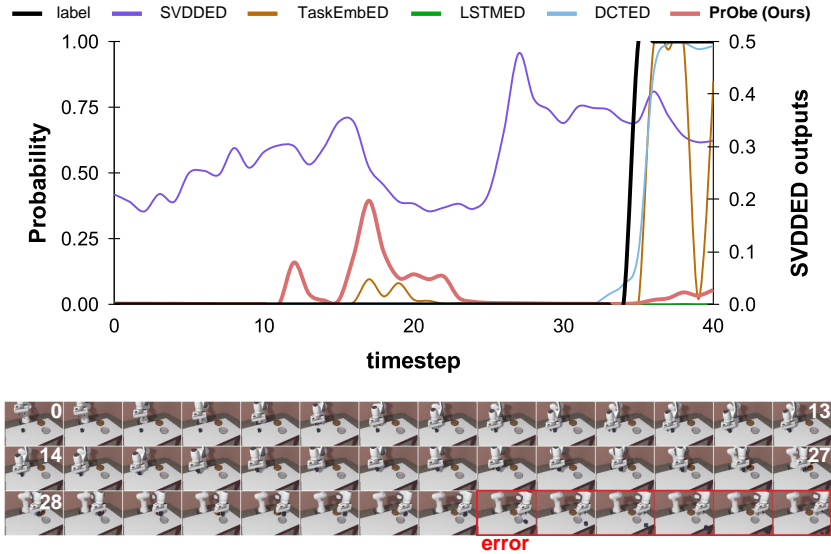 label SVDDED TaskEmbED LSTMED DCTED PrObe (Ours)
1.00 0.5
0.75 0.4
0.50 0.3
0.25 0.2
0.00 0.1
0.0
Probability
SVDDED outputs
0 10 20 30 40
timestep
0 13
14 27
28
error